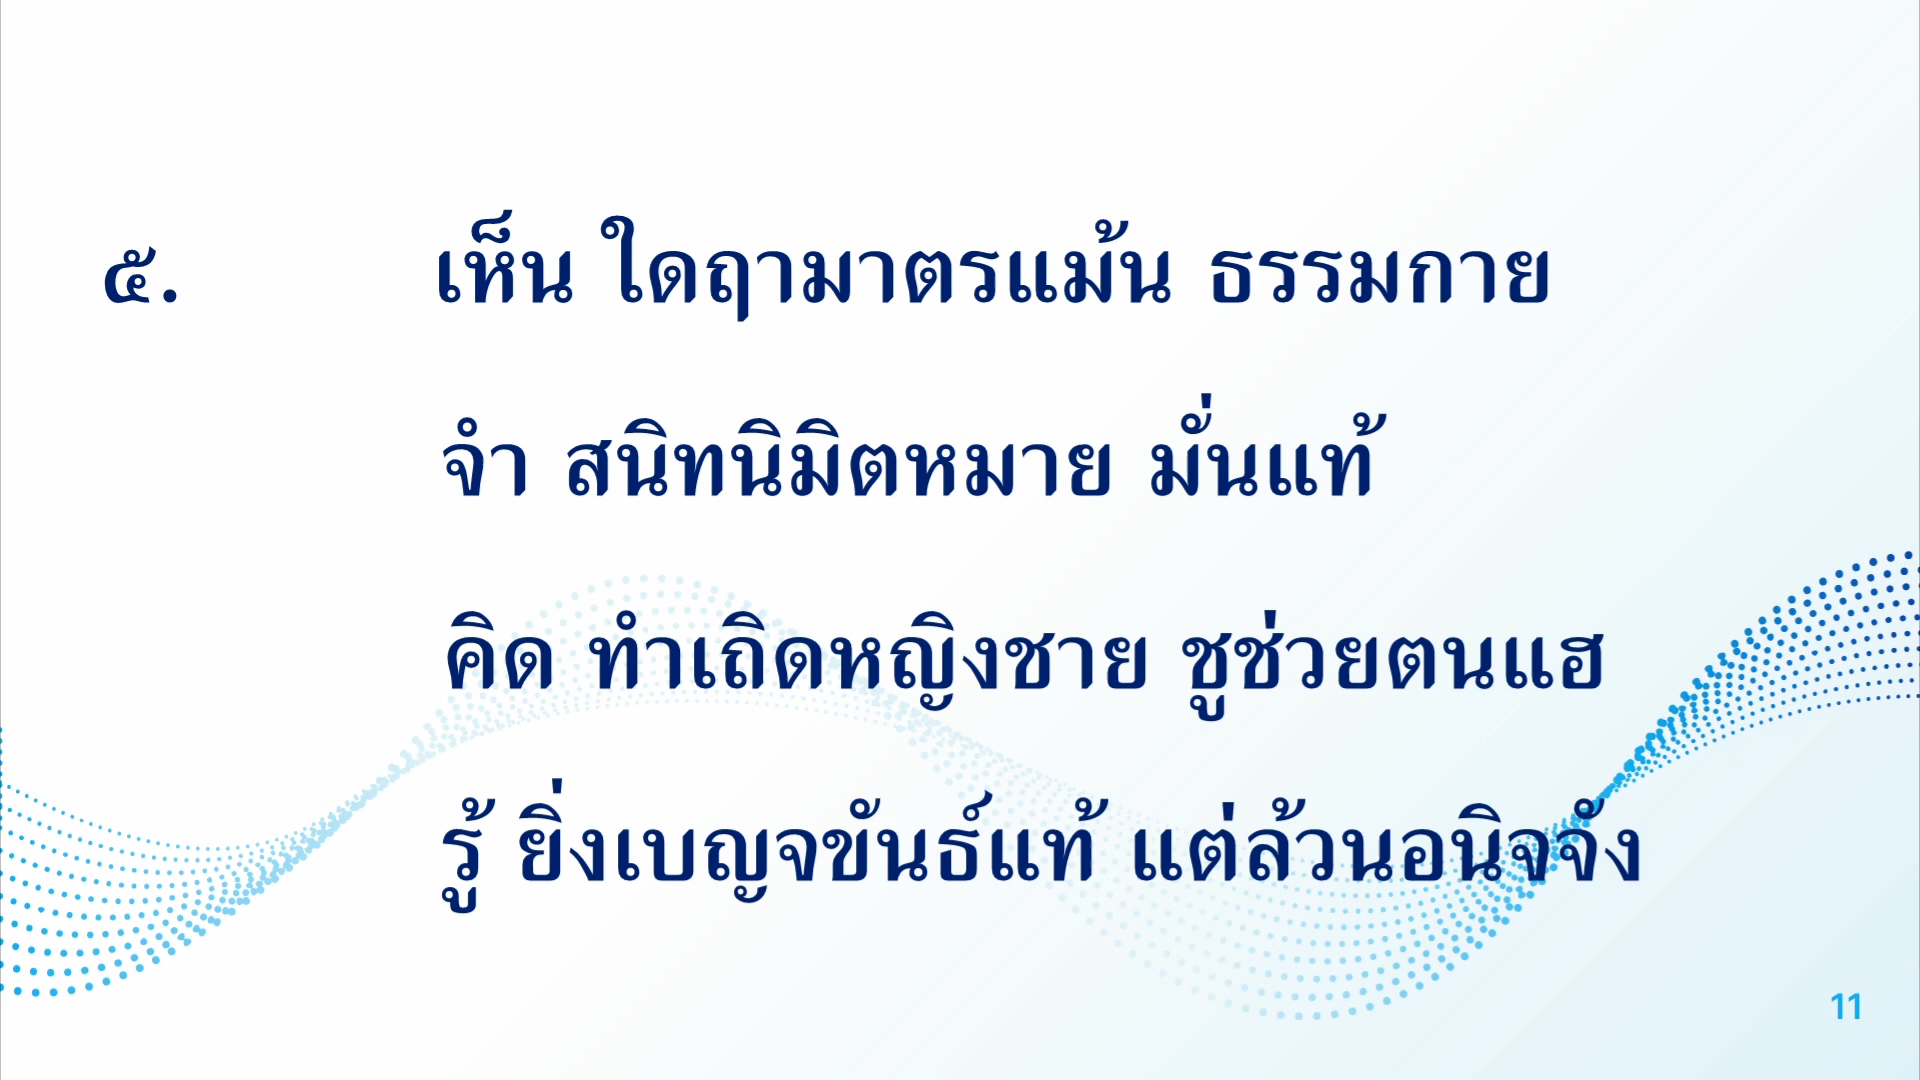 ๕. เห็น ใดฤามาตรแม้น ธรรมกาย
จำ สนิทนิมิตหมาย มั่นแท้
คิด ทำเถิดหญิงชาย ชูช่วยตนแฮ
รู้ ยิ่งเบญจขันธ์แท้ แต่ล้วนอนิจจัง
11